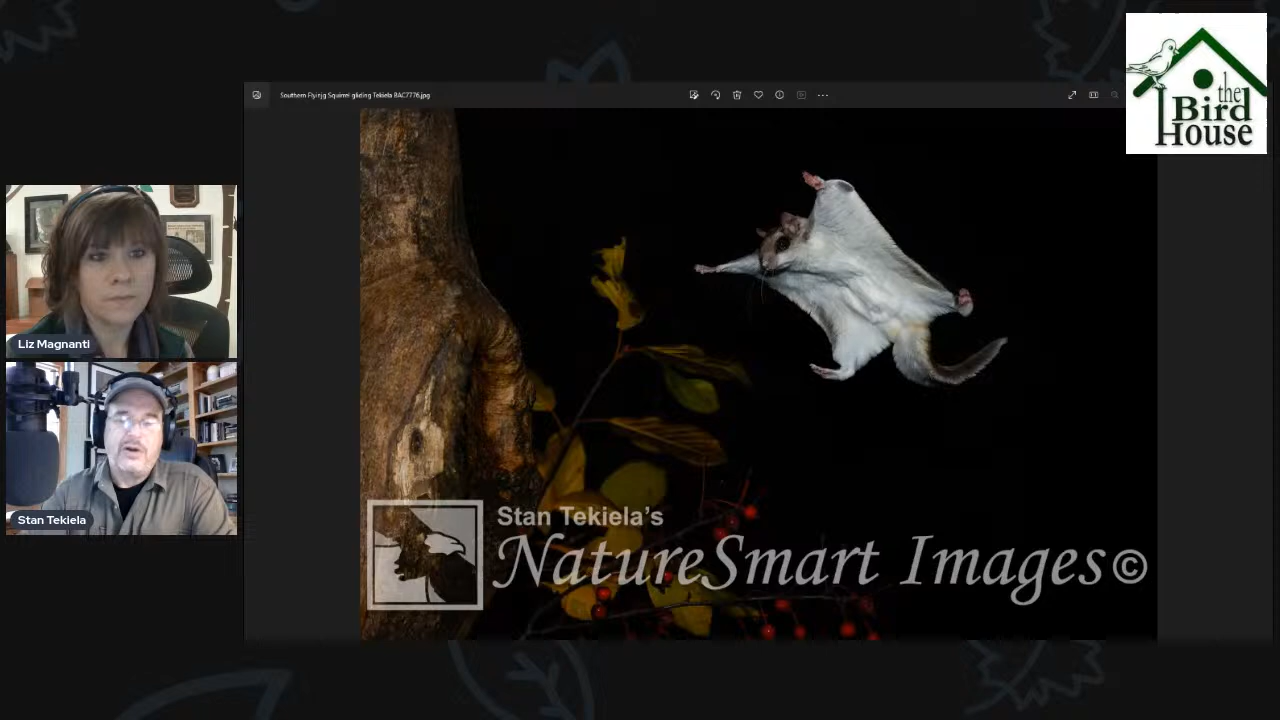 Southern Flying Squirrel gliding Tekiela BAC7776.jpg
the
Bird
House
Liz Magnanti
Stan Tekiela
Stan Tekiela's
NatureSmart Images©